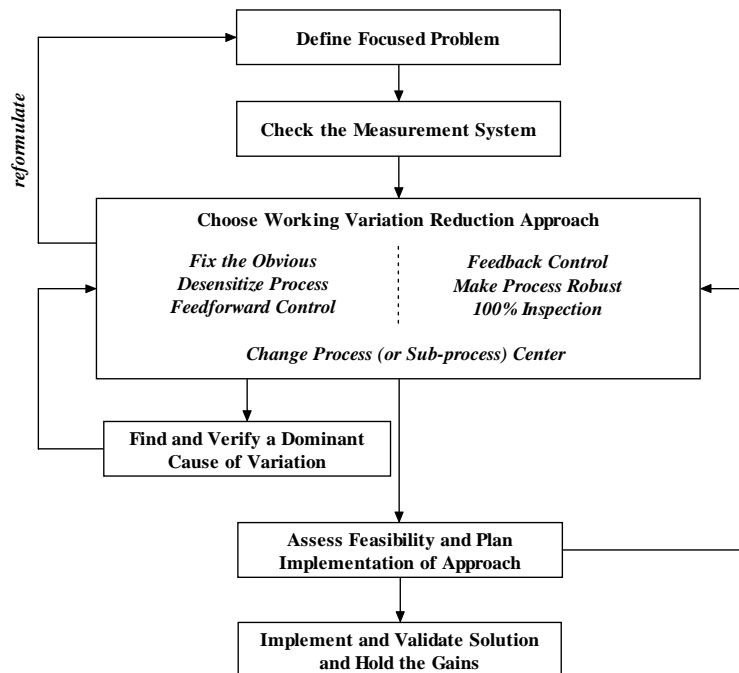 Define Focused Problem
Check the Measurement System
reformulate
Choose Working Variation Reduction Approach
Fix the Obvious
Desensitize Process
Feedforward Control
Feedback Control
Make Process Robust
100% Inspection
Change Process (or Sub-process) Center
Find and Verify a Dominant
Cause of Variation
Assess Feasibility and Plan
Implementation of Approach
Implement and Validate Solution
and Hold the Gains